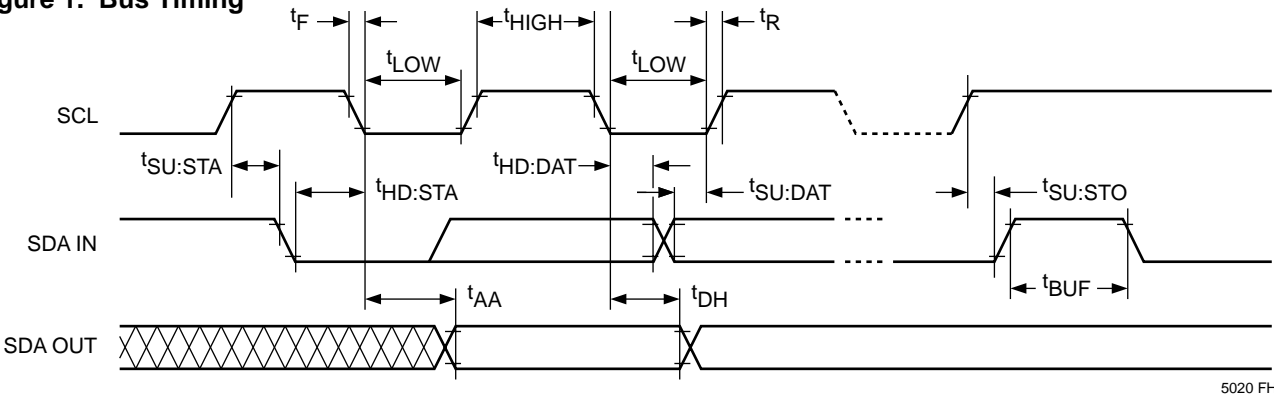 gure 1. Bus Timing
tF
tHIGH
tR
tLOW
tLOW
SCL
tSU:STA
tHD:DAT
tHD:STA
tSU:DAT
tSU:STO
SDA IN
tBUF
tAA
tDH
SDA OUT
5020 FH